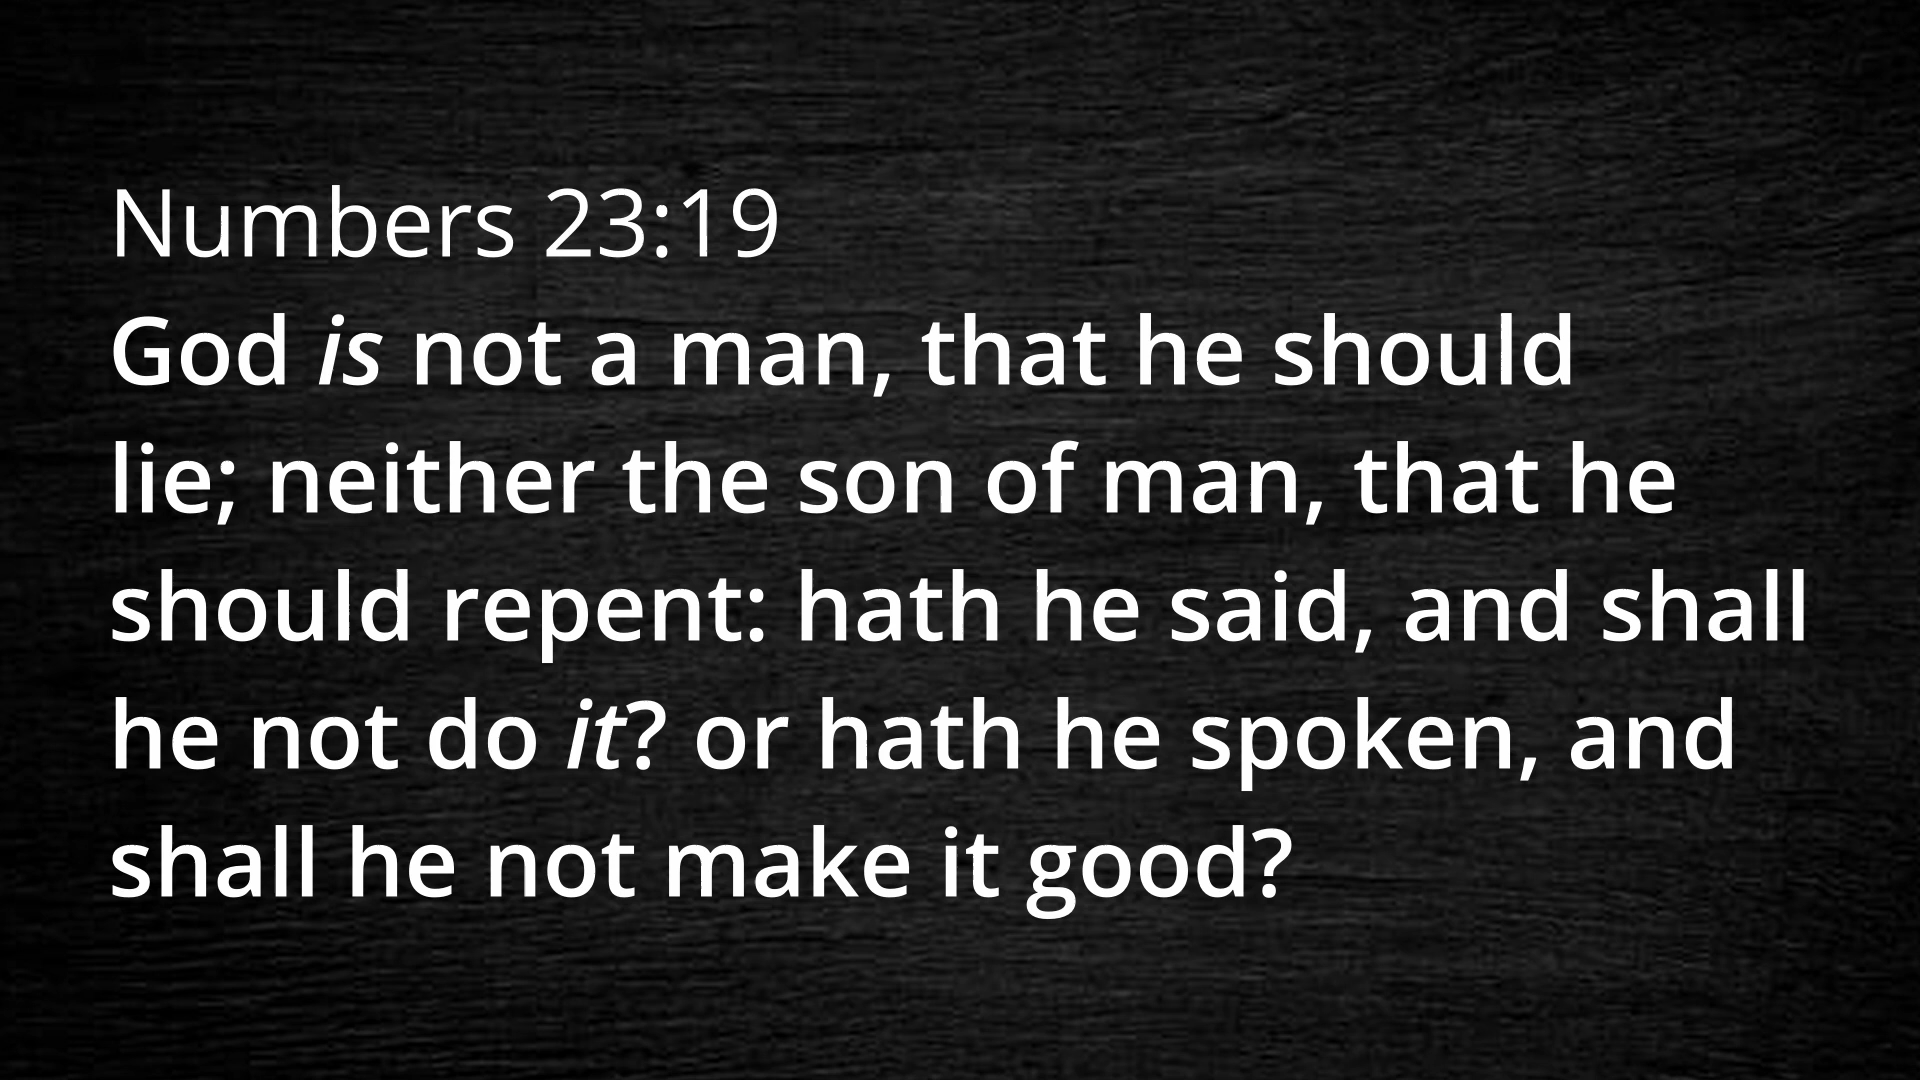 Numbers 23:19
God is not a man, that he should
lie; neither the son of man, that he
should repent: hath he said, and shall
he not do it? or hath he spoken, and
shall he not make it good?